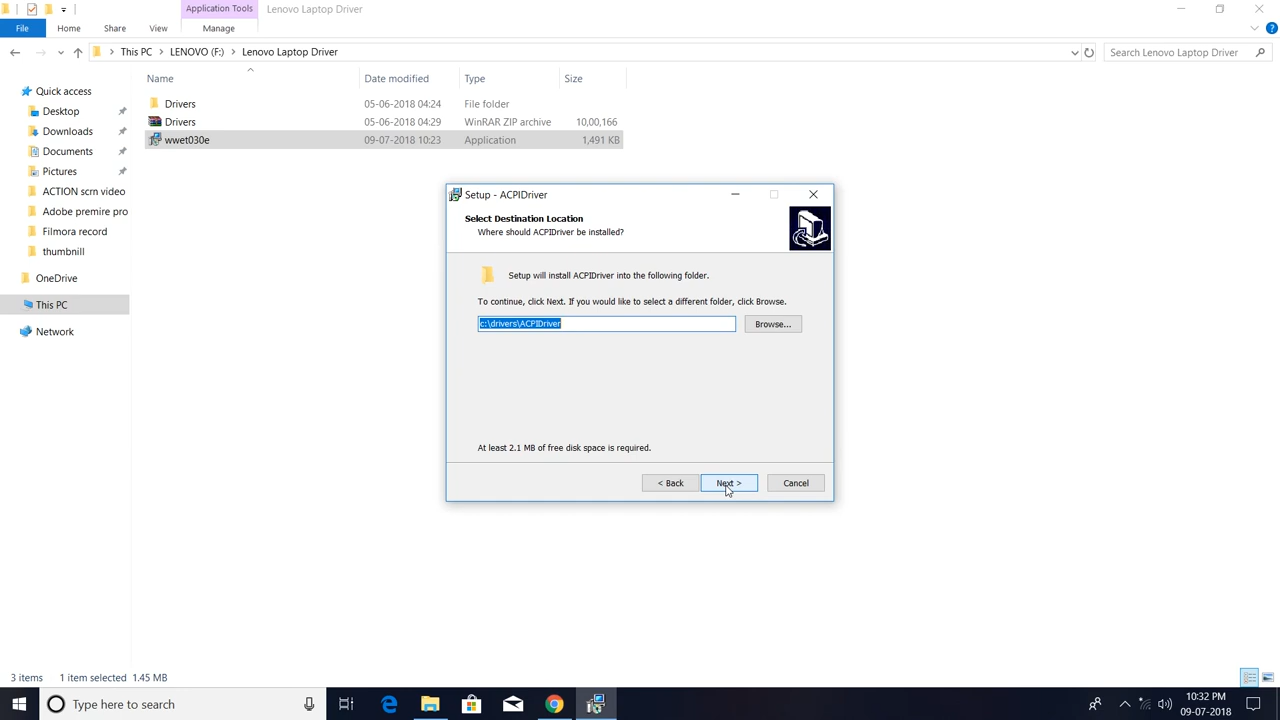 Application Tools Lenovo Laptop Driver
File Home Share View Manage
This PC LENOVO (F:) Lenovo Laptop Driver Search Lenovo Laptop Driver
Name Date modified Type Size
Quick access
Desktop
Downloads
Documents
Pictures
ACTION scrn video
Adobe premire pro
Filmora record
thumbnill
OneDrive
This PC
Network
Drivers 05-06-2018 04:24 File folder
Drivers 05-06-2018 04:29 WinRAR ZIP archive 10,00,166
wwet030e 09-07-2018 10:23 Application 1,491 KB
Setup - ACPIDriver
Select Destination Location
Where should ACPIDriver be installed?
Setup will install ACPIDriver into the following folder.
To continue, click Next. If you would like to select a different folder, click Browse.
c:\drivers\ACPIDriver Browse...
At least 2.1 MB of free disk space is required.
< Back Next > Cancel
3 items 1 item selected 1.45 MB
Type here to search
10:32 PM
09-07-2018